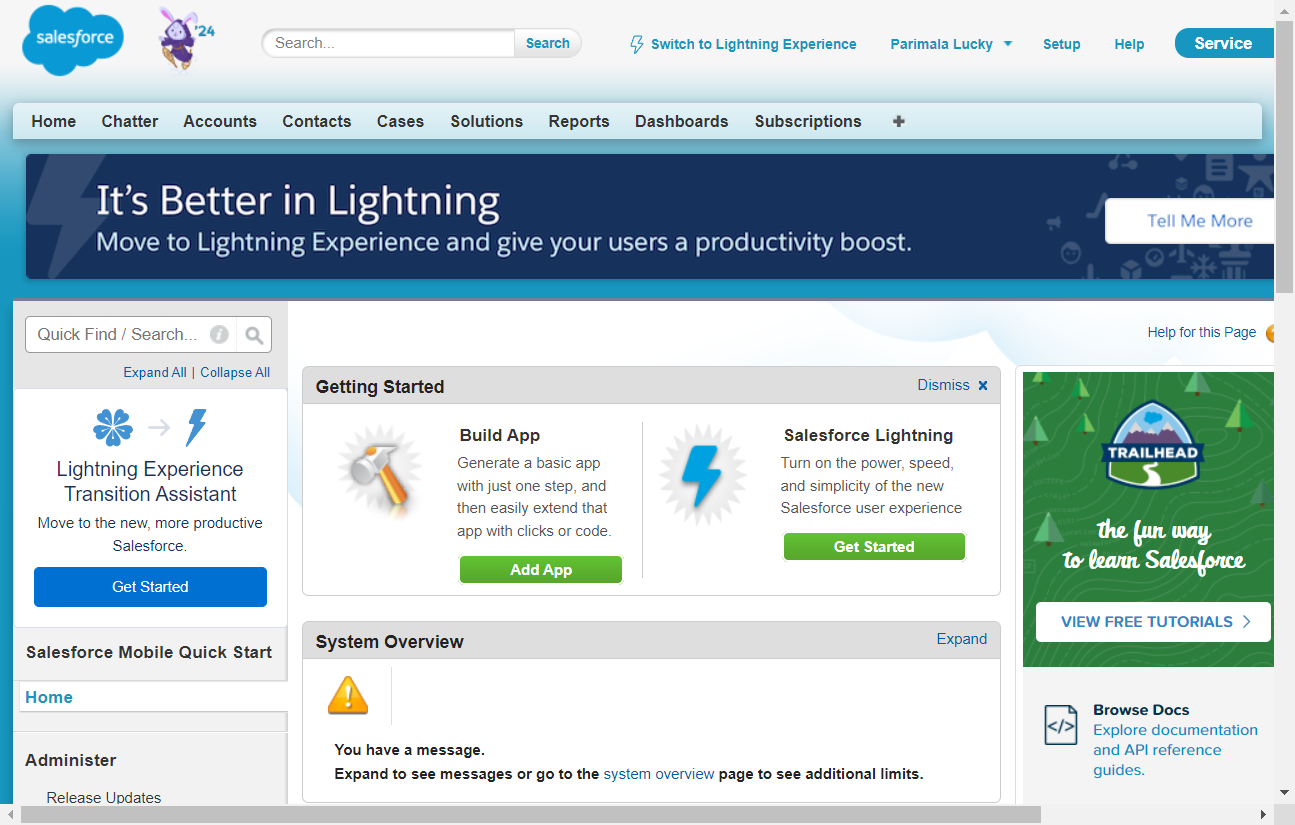 salesforce
'24
Search...
Search
Switch to Lightning Experience
Parimala Lucky
Setup
Help
Service
Home
Chatter
Accounts
Contacts
Cases
Solutions
Reports
Dashboards
Subscriptions
It's Better in Lightning
Move to Lightning Experience and give your users a productivity boost.
Tell Me More
Quick Find / Search...
Expand All | Collapse All
Lightning Experience
Transition Assistant
Move to the new, more productive
Salesforce.
Get Started
Salesforce Mobile Quick Start
Home
Administer
Release Updates
Help for this Page
Getting Started
Dismiss
Build App
Generate a basic app
with just one step, and
then easily extend that
app with clicks or code.
Add App
Salesforce Lightning
Turn on the power, speed,
and simplicity of the new
Salesforce user experience
Get Started
System Overview
Expand
You have a message.
Expand to see messages or go to the system overview page to see additional limits.
TRAILHEAD
the fun way
to learn Salesforce
VIEW FREE TUTORIALS
</>
Browse Docs
Explore documentation
and API reference
guides.